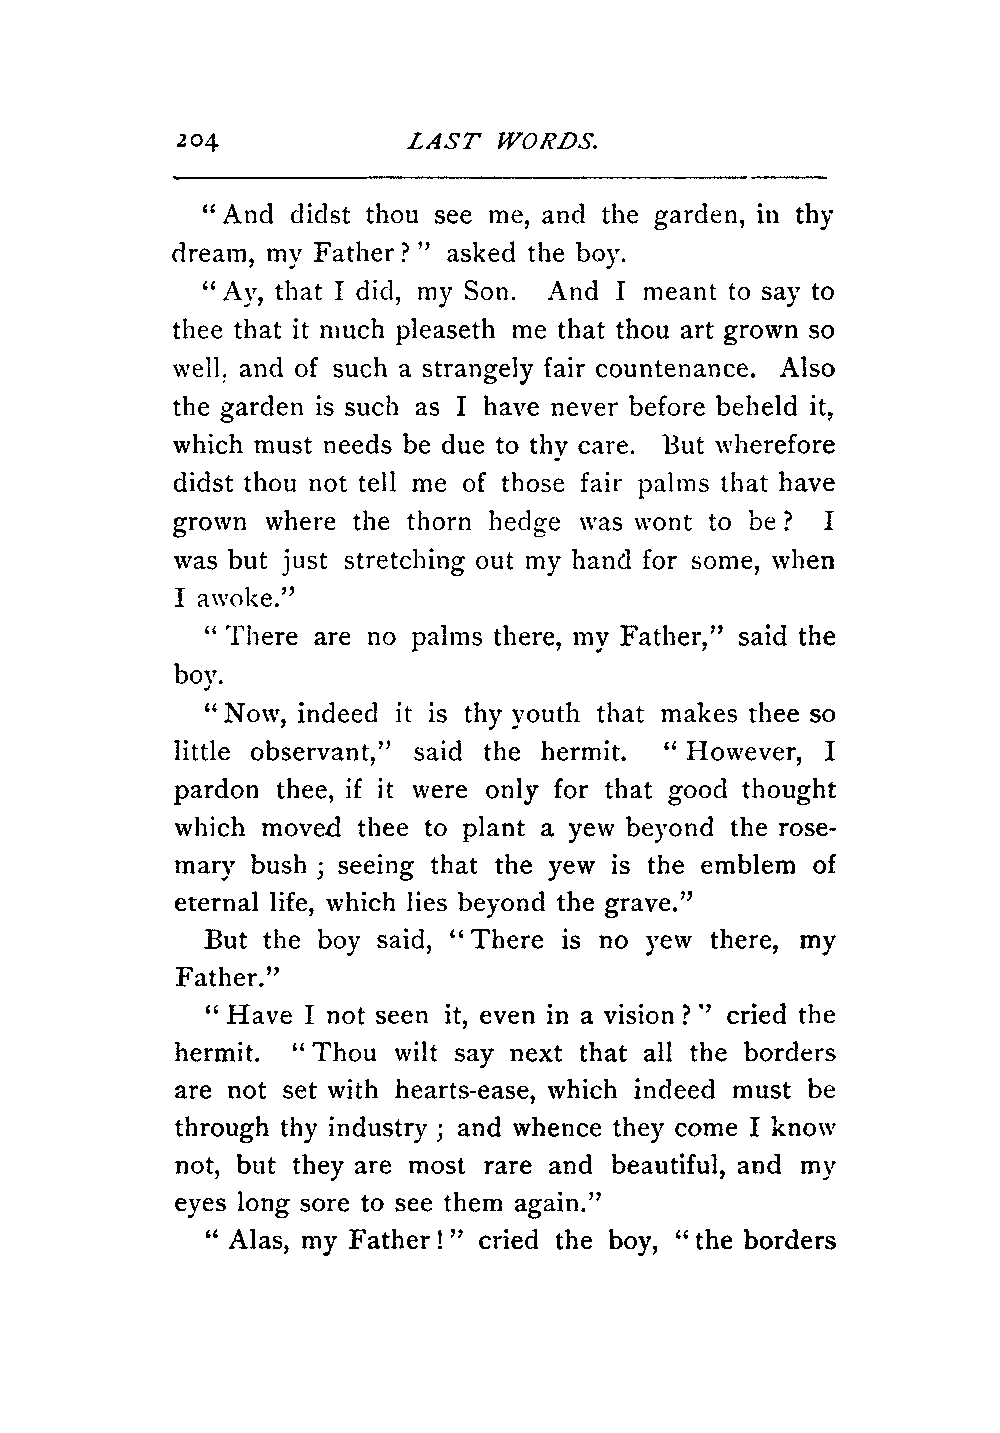 204 LAST WORDS.
“And didst thou see me, and the garden, in thy
dream, my Father?” asked the boy.
“Ay, that I did, my Son. And I meant to say to
thee that it much pleaseth me that thou art grown so
well, and of such a strangely fair countenance. Also
the garden is such as I have never before beheld it,
which must needs be due to thy care. But wherefore
didst thou not tell me of those fair palms that have
grown where the thorn hedge was wont to be? I
was but just stretching out my hand for some, when
I awoke.”
“There are no palms there, my Father,” said the
boy.
“Now, indeed it is thy youth that makes thee so
little observant,” said the hermit. “However, I
pardon thee, if it were only for that good thought
which moved thee to plant a yew beyond the rose-
mary bush; seeing that the yew is the emblem of
eternal life, which lies beyond the grave.”
But the boy said, “There is no yew there, my
Father.”
“Have I not seen it, even in a vision?” cried the
hermit. “Thou wilt say next that all the borders
are not set with hearts-ease, which indeed must be
through thy industry; and whence they come I know
not, but they are most rare and beautiful, and my
eyes long sore to see them again.”
“Alas, my Father!” cried the boy, “the borders